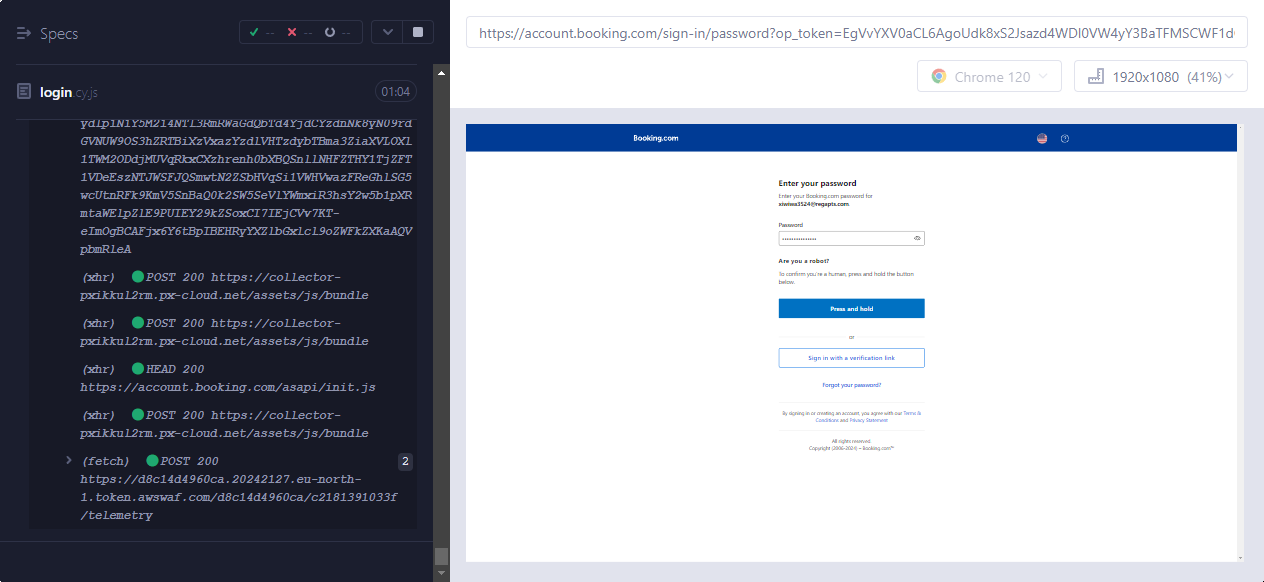 Specs
--
--
--
login.cy.js
01:04
GVNUW9OS3hZRTBiXzVxazYzdlVHTzdybTBma3ZiaXVLOXl
1TWM2ODdjMUVqRkxCXzhrenh0bXBQSnllNHFZTHY1TjZFT
1VDeEszNTJWSFJQSmwtN2ZSbHVqSi1VWHVwazFReGhlSG5
wcUtnRFk9KmV5SnBaQ0k2SW5SeVlYWmxiR3hsY2w5b1pXR
mtaWElpZlE9PUIEY29kZSoxCI7IEjCVv7KT-
eImOgBCAFjx6Y6tBpIBEHRyYXZlbGxlcl9oZWFkZXKaAQV
pbmRleA
(xhr) POST 200 https://collector-
pxikkul2rm.px-cloud.net/assets/js/bundle
(xhr) POST 200 https://collector-
pxikkul2rm.px-cloud.net/assets/js/bundle
(xhr) HEAD 200
https://account.booking.com/asapi/init.js
(xhr) POST 200 https://collector-
pxikkul2rm.px-cloud.net/assets/js/bundle
(fetch) POST 200
2
https://d8c14d4960ca.20242127.eu-north-
1.token.awswaf.com/d8c14d4960ca/c2181391033f
/telemetry
https://account.booking.com/sign-in/password?op_token=EgVvYXV0aCL6AgoUdk8xS2Jsazd4WDI0VW4yY3BaTFMSCWF1d
Chrome 120
1920x1080 (41%)
Booking.com
Enter your password
Enter your Booking.com password for
xiwiwa3524@regapts.com
Password
Are you a robot?
To confirm you're a human, press and hold the button
below.
Press and hold
or
Sign in with a verification link
Forgot your password?
By signing in or creating an account, you agree with our Terms &
Conditions and Privacy Statement
All rights reserved.
Copyright (2006-2024) – Booking.com™